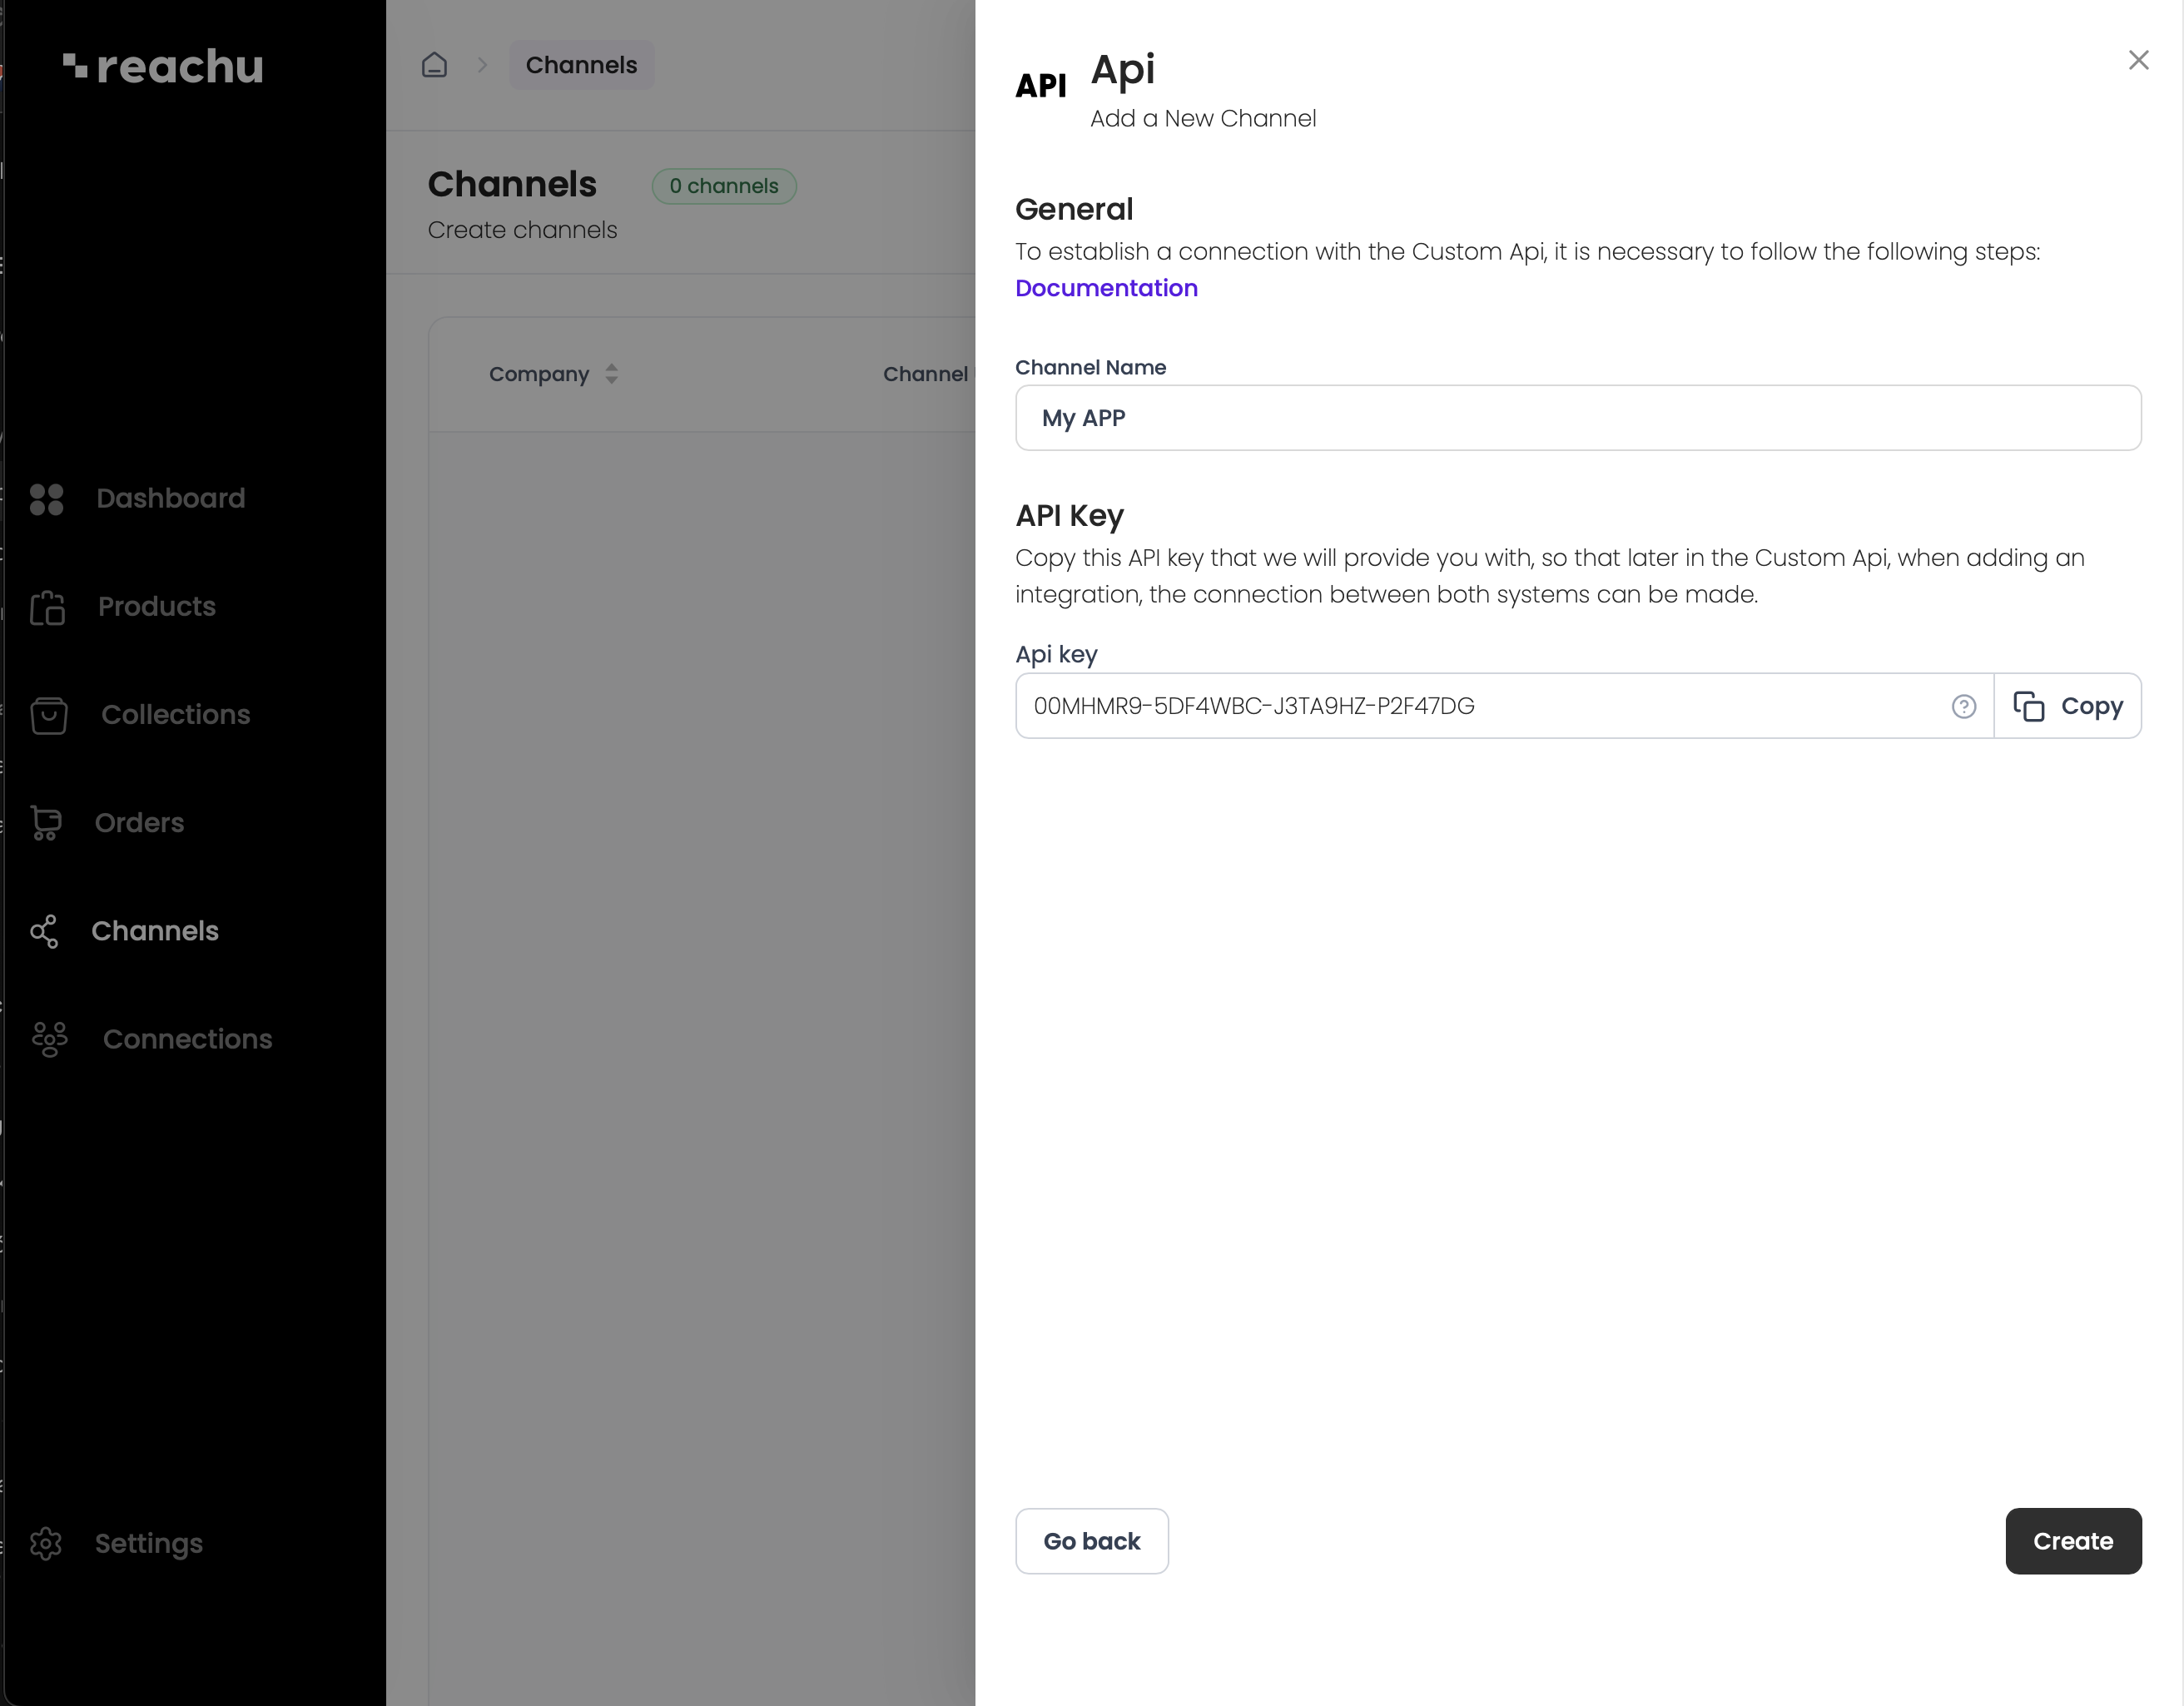 reachu
Dashboard
Products
Collections
Orders
Channels
Connections
Settings
Channels
Channels
0 channels
Create channels
Company
Channel
API
Api
Add a New Channel
General
To establish a connection with the Custom Api, it is necessary to follow the following steps:
Documentation
Channel Name
My APP
API Key
Copy this API key that we will provide you with, so that later in the Custom Api, when adding an
integration, the connection between both systems can be made.
Api key
00MHMR9-5DF4WBC-J3TA9HZ-P2F47DG
Copy
Go back
Create